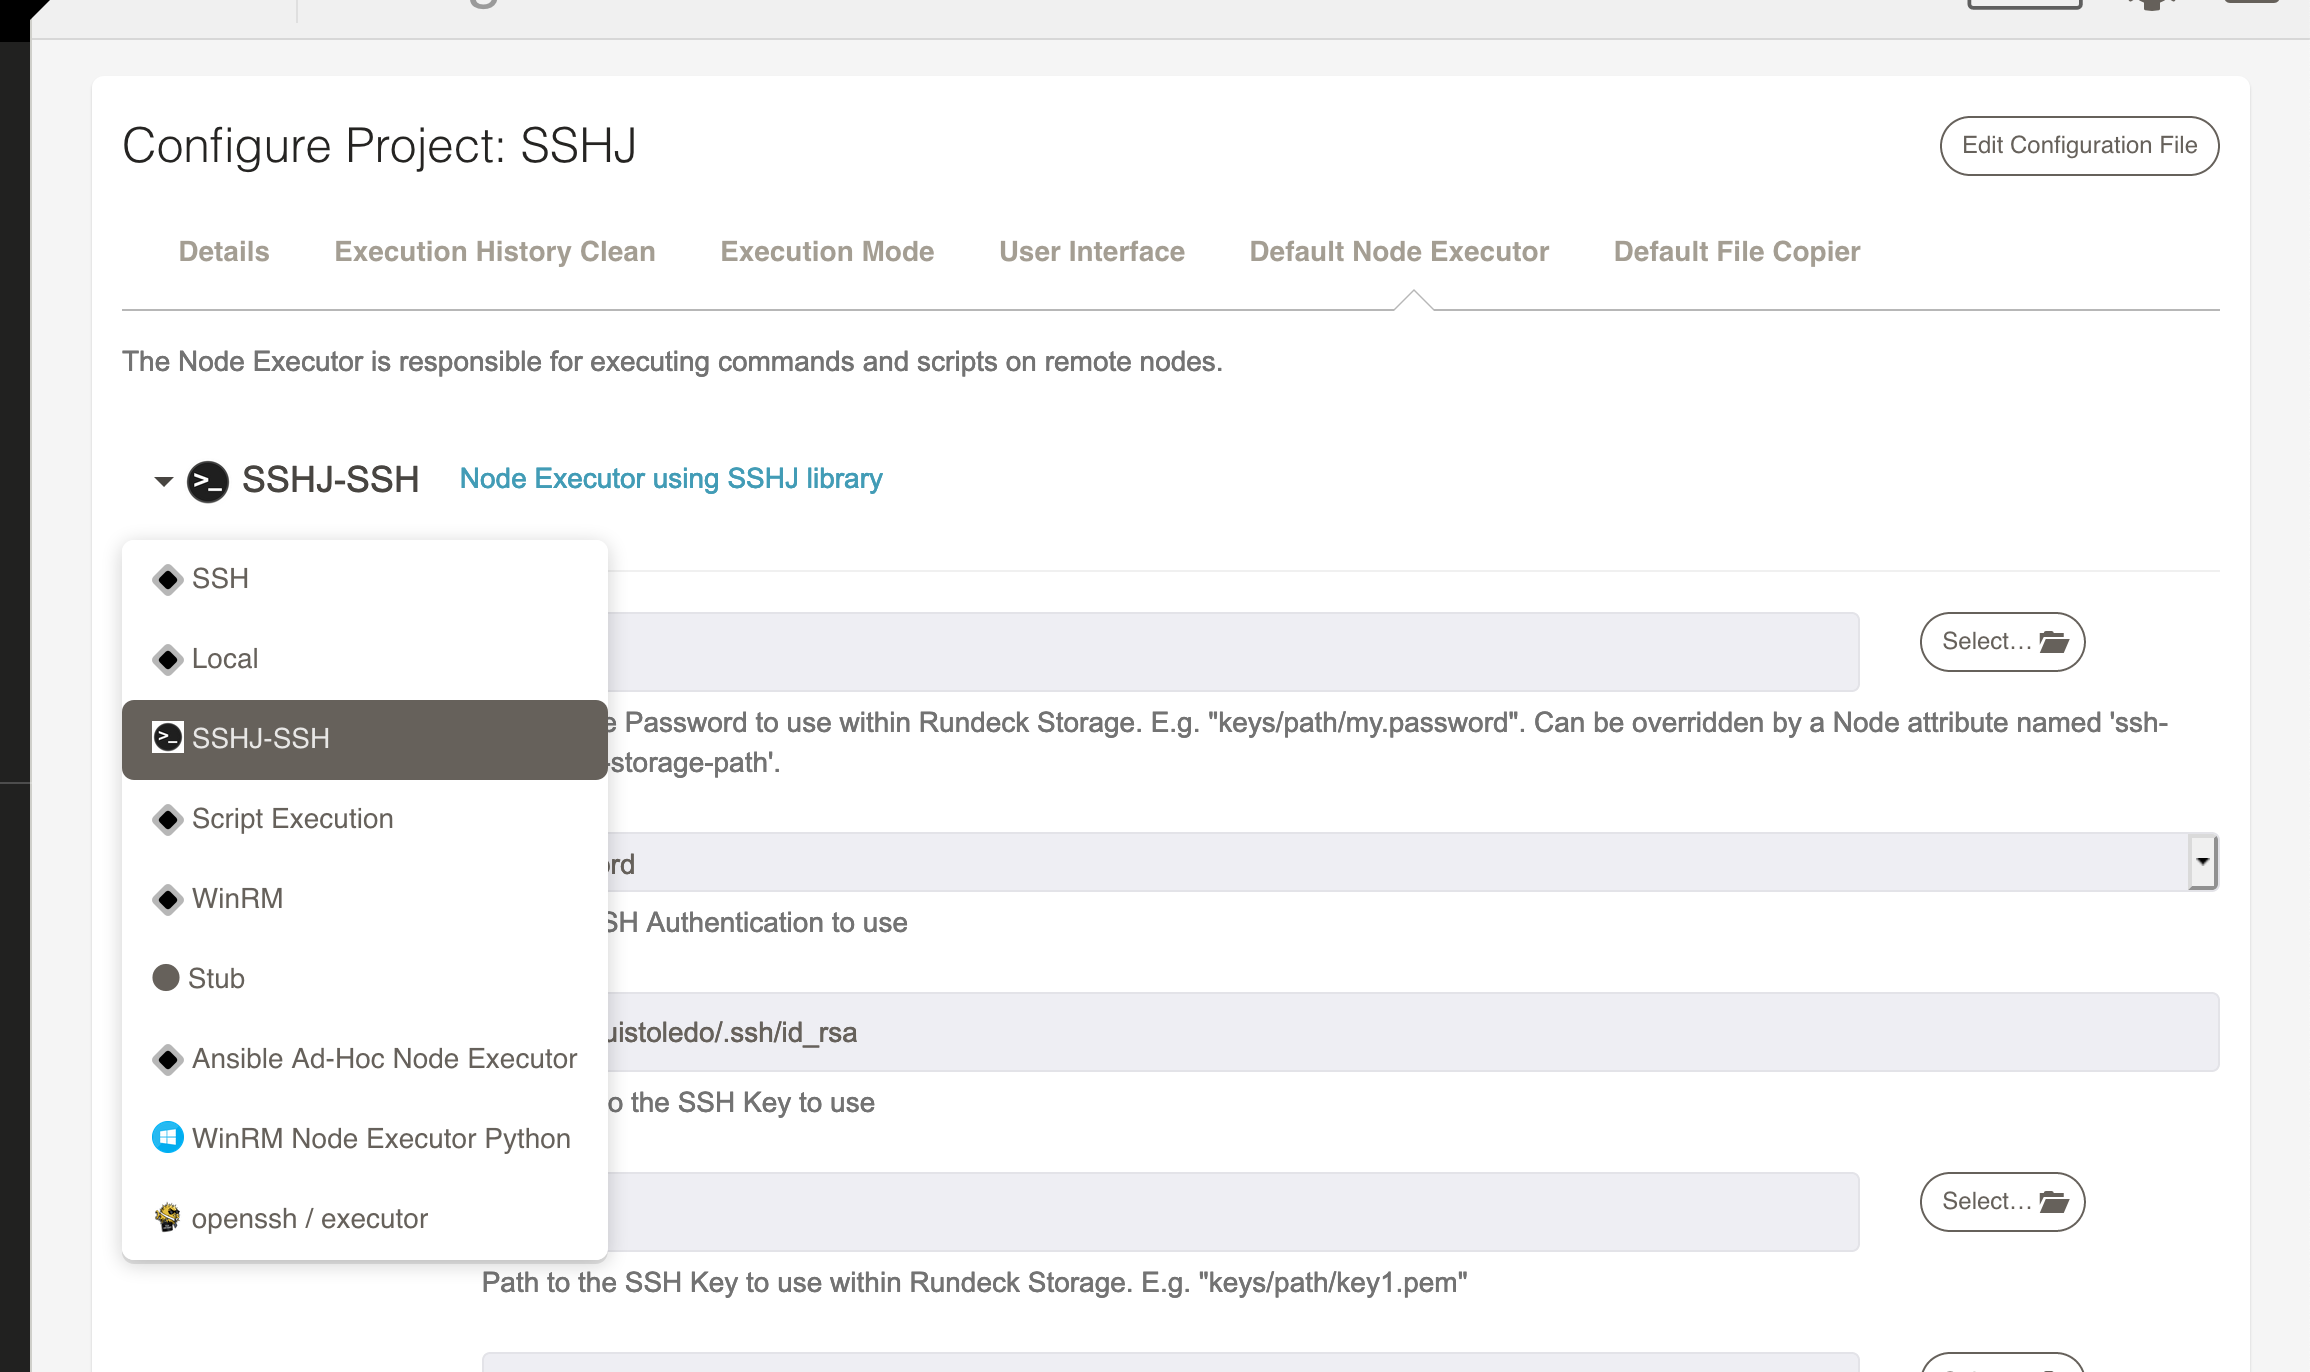 Configure Project: SSHJ
Edit Configuration File
Details Execution History Clean Execution Mode User Interface Default Node Executor Default File Copier
The Node Executor is responsible for executing commands and scripts on remote nodes.
SSHJ-SSH Node Executor using SSHJ library
SSH
Local
SSHJ-SSH
Script Execution
WinRM
Stub
Ansible Ad-Hoc Node Executor
WinRM Node Executor Python
openssh / executor
Select...
Password to use within Rundeck Storage. E.g. "keys/path/my.password". Can be overridden by a Node attribute named 'ssh-
-storage-path'.
Authentication to use
/.ssh/id_rsa
the SSH Key to use
Select...
Path to the SSH Key to use within Rundeck Storage. E.g. "keys/path/key1.pem"